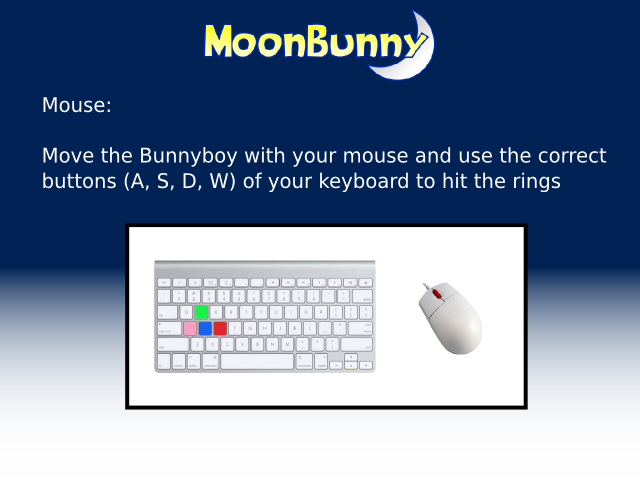 MoonBunny
Mouse:
Move the Bunnyboy with your mouse and use the correct
buttons (A, S, D, W) of your keyboard to hit the rings